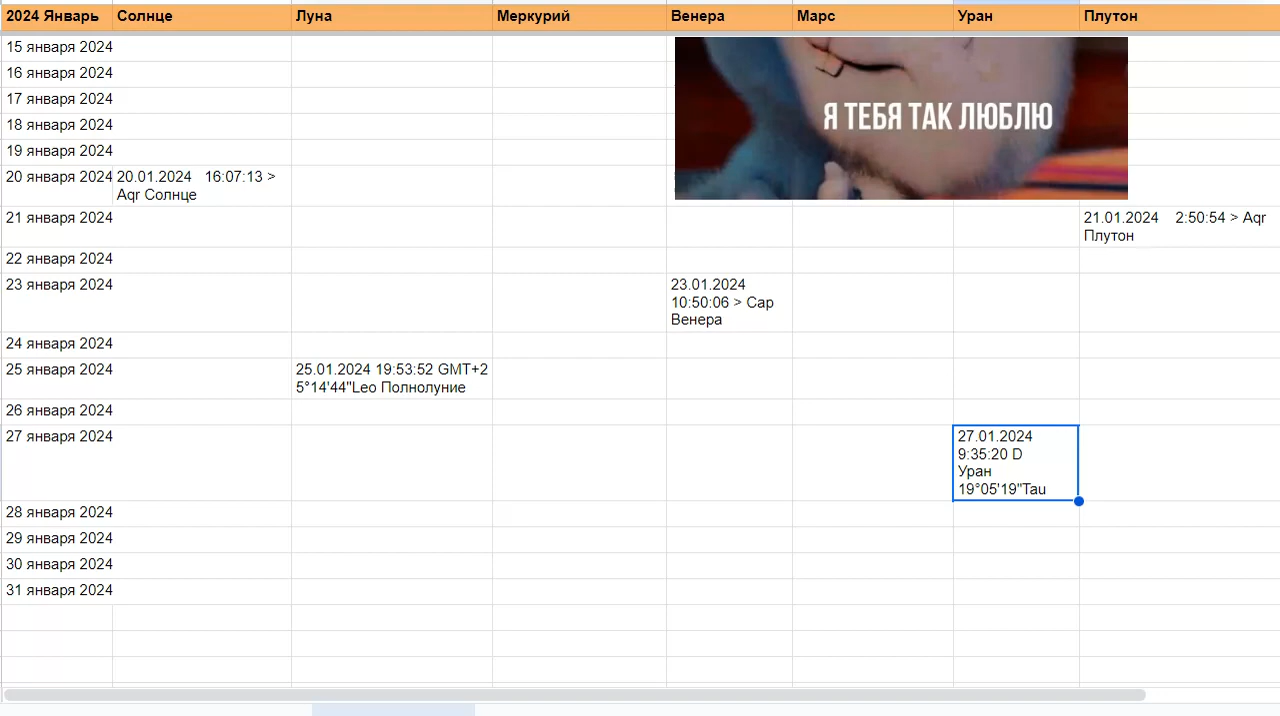 2024 Январь Солнце Луна Меркурий Венера Марс Уран Плутон
15 января 2024
16 января 2024
17 января 2024
18 января 2024
19 января 2024
Я ТЕБЯ ТАК ЛЮБЛЮ
20 января 2024 20.01.2024 16:07:13 >
Aqr Солнце
21 января 2024 21.01.2024 2:50:54 > Aqr
Плутон
22 января 2024
23 января 2024 23.01.2024
10:50:06 > Cap
Венера
24 января 2024
25 января 2024 25.01.2024 19:53:52 GMT+2
5°14'44"Leo Полнолуние
26 января 2024
27 января 2024 27.01.2024
9:35:20 D
Уран
19°05'19"Tau
28 января 2024
29 января 2024
30 января 2024
31 января 2024